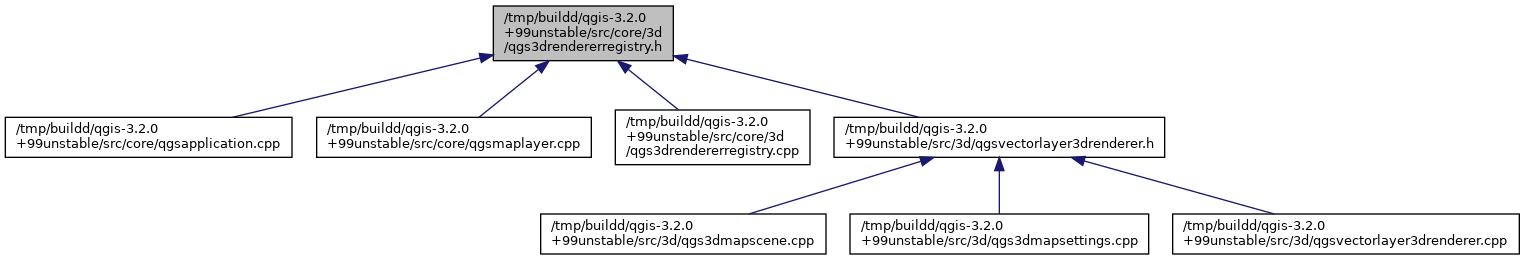 /tmp/buildd/qgis-3.2.0
+99unstable/src/core/3d
/qgs3drendererregistry.h
/tmp/buildd/qgis-3.2.0
+99unstable/src/core/qgsapplication.cpp
/tmp/buildd/qgis-3.2.0
+99unstable/src/core/qgsmaplayer.cpp
/tmp/buildd/qgis-3.2.0
+99unstable/src/core/3d
/qgs3drendererregistry.cpp
/tmp/buildd/qgis-3.2.0
+99unstable/src/3d/qgsvectorlayer3drenderer.h
/tmp/buildd/qgis-3.2.0
+99unstable/src/3d/qgs3dmapscene.cpp
/tmp/buildd/qgis-3.2.0
+99unstable/src/3d/qgs3dmapsettings.cpp
/tmp/buildd/qgis-3.2.0
+99unstable/src/3d/qgsvectorlayer3drenderer.cpp